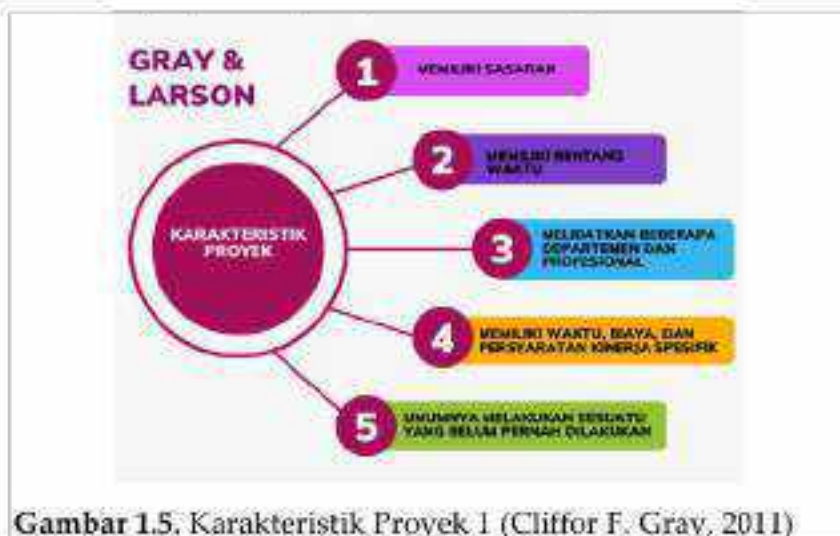 GRAY &
LARSON
KARAKTERISTIK
PROYEK
1
MEMILIKI SASARAN
2
MEMILIKI RENTANG
WAKTU
3
MELIBATKAN BEBERAPA
DEPARTEMEN DAN
PROFESIONAL
4
MEMILIKI WAKTU, BIAYA, DAN
PERSYARATAN KINERJA SPESIFIK
5
UMUMNYA MELAKUKAN SESUATU
YANG BELUM PERNAH DILAKUKAN
Gambar 1.5. Karakteristik Proyek 1 (Cliffor F. Gray, 2011)